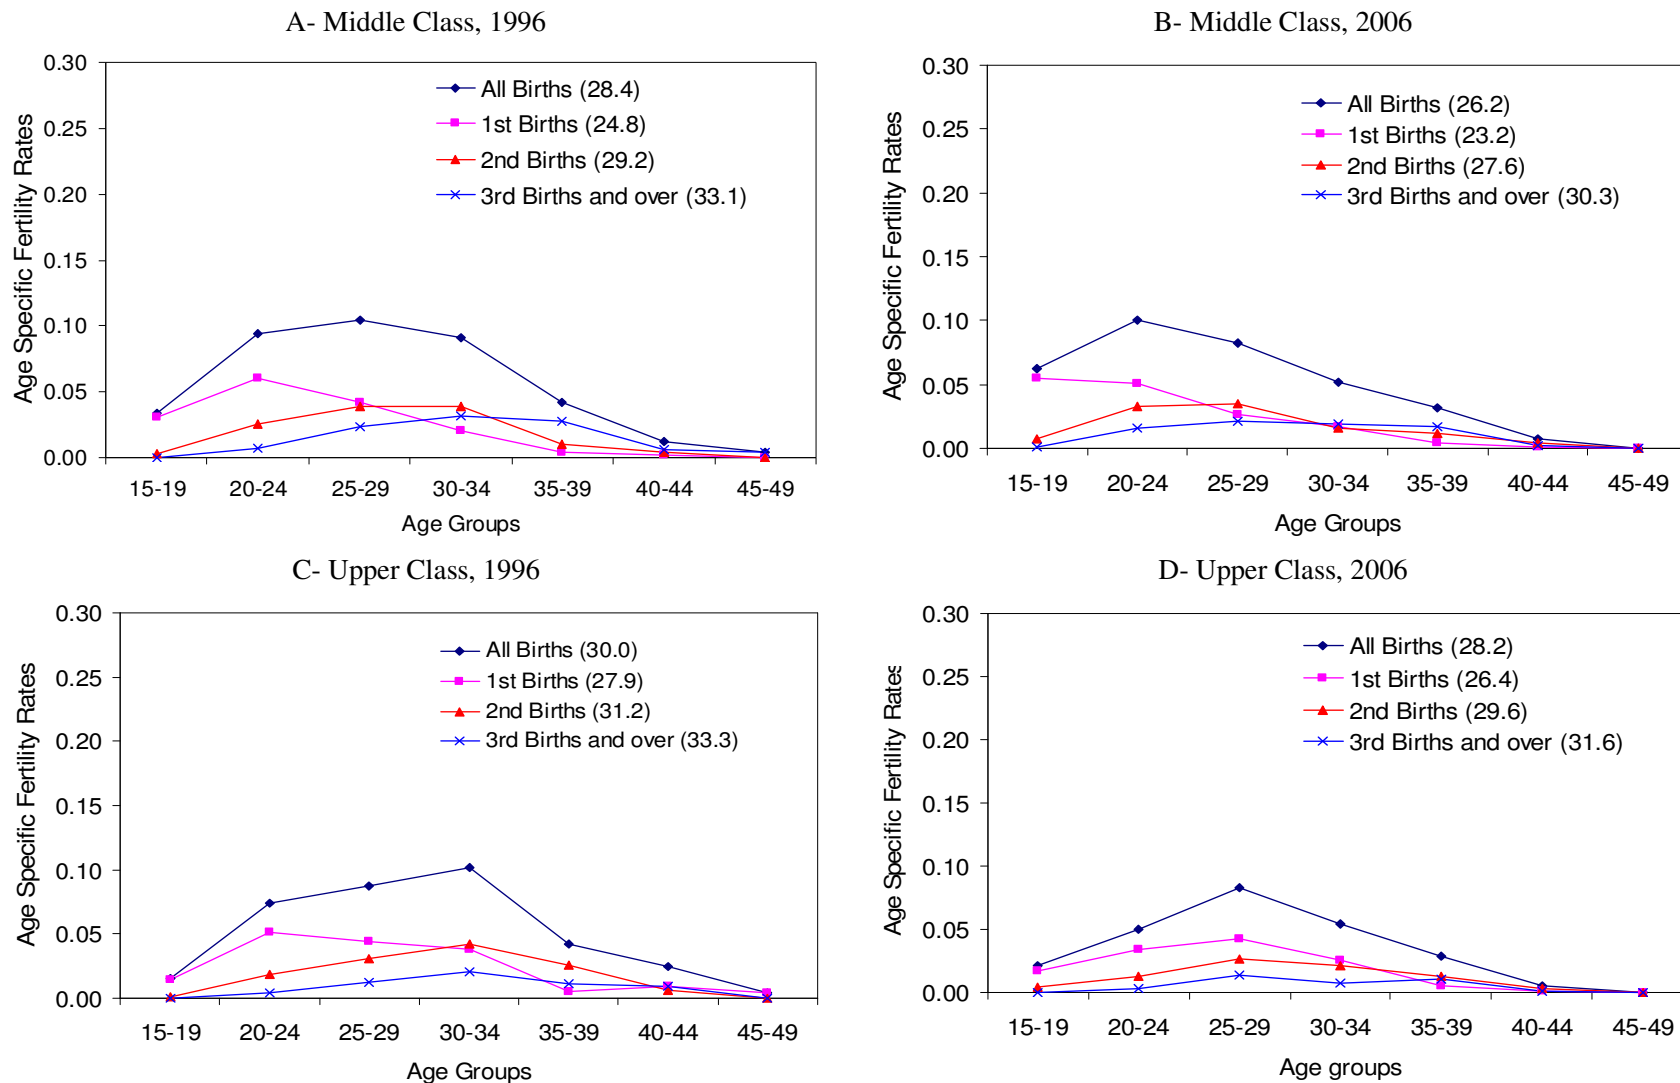 A- Middle Class, 1996
Age Specific Fertility Rates
0.30
0.25
0.20
0.15
0.10
0.05
0.00
All Births (28.4)
1st Births (24.8)
2nd Births (29.2)
3rd Births and over (33.1)
15-19 20-24 25-29 30-34 35-39 40-44 45-49
Age Groups
B- Middle Class, 2006
Age Specific Fertility Rates
0.30
0.25
0.20
0.15
0.10
0.05
0.00
All Births (26.2)
1st Births (23.2)
2nd Births (27.6)
3rd Births and over (30.3)
15-19 20-24 25-29 30-34 35-39 40-44 45-49
Age Groups
C- Upper Class, 1996
Age Specific Fertility Rates
0.30
0.25
0.20
0.15
0.10
0.05
0.00
All Births (30.0)
1st Births (27.9)
2nd Births (31.2)
3rd Births and over (33.3)
15-19 20-24 25-29 30-34 35-39 40-44 45-49
Age Groups
D- Upper Class, 2006
Age Specific Fertility Rates
0.30
0.25
0.20
0.15
0.10
0.05
0.00
All Births (28.2)
1st Births (26.4)
2nd Births (29.6)
3rd Births and over (31.6)
15-19 20-24 25-29 30-34 35-39 40-44 45-49
Age groups